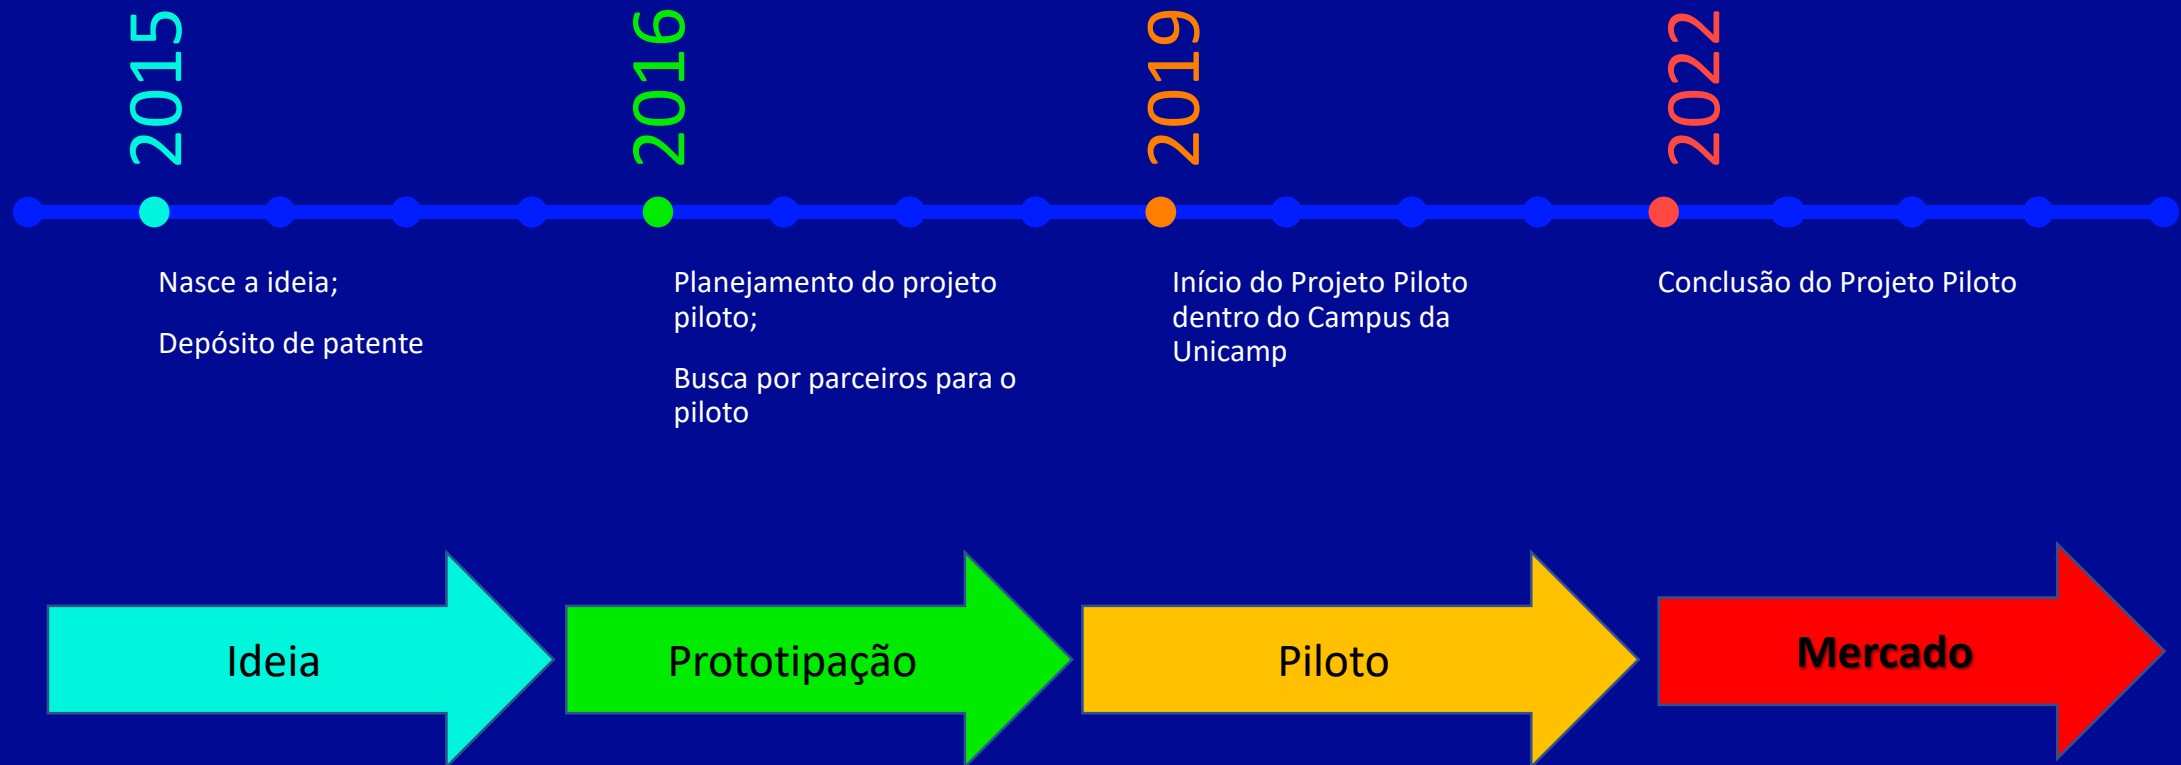 2015
2016
2019
2022
Nasce a ideia;
Depósito de patente
Planejamento do projeto
piloto;
Busca por parceiros para o
piloto
Início do Projeto Piloto
dentro do Campus da
Unicamp
Conclusão do Projeto Piloto
Ideia
Prototipação
Piloto
Mercado